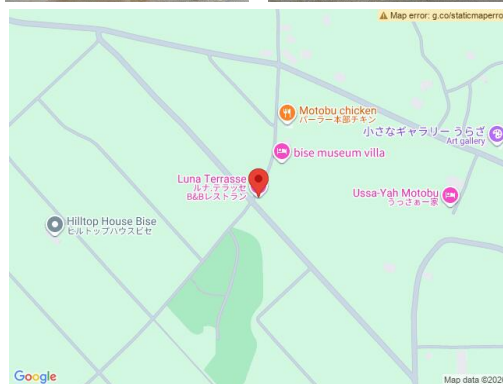 Map error: g.co/staticmaperro
Motobu chicken
パーラー本部チキン
小さなギャラリー うらざ
Art gallery
bise museum villa
Luna Terrasse
ルナ.テラッセ
B&Bレストラン
Ussa-Yah Motobu
うっさぁー家
Hilltop House Bise
ヒルトップハウスビセ
Google
Map data ©202